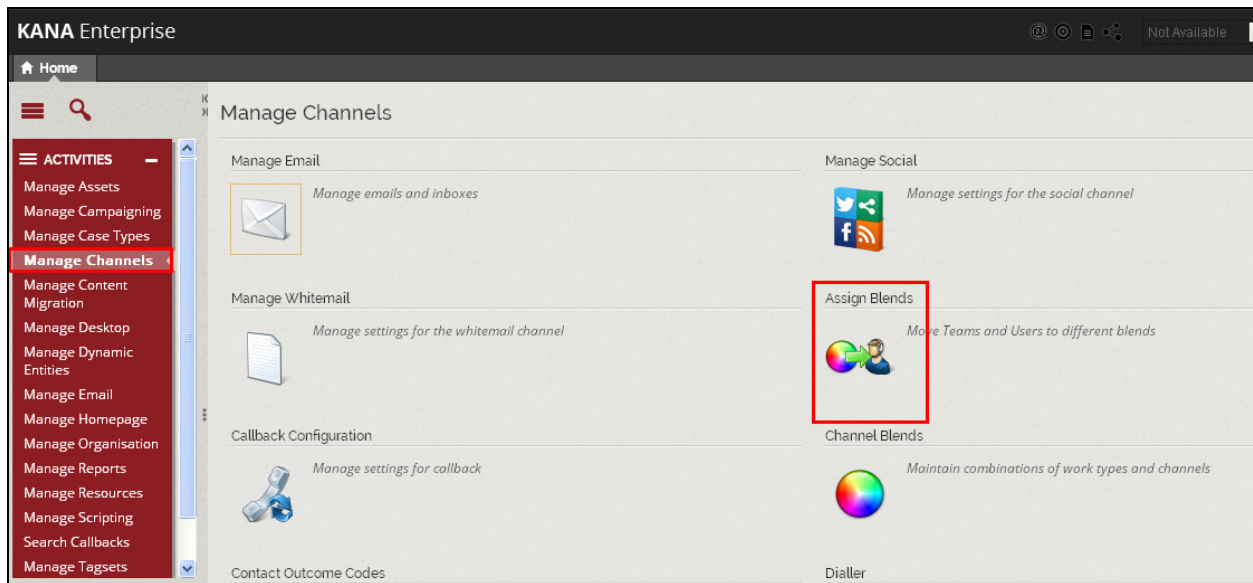 KANA Enterprise
Not Available
Home
Manage Channels
ACTIVITIES
Manage Assets
Manage Campaigning
Manage Case Types
Manage Channels
Manage Content
Migration
Manage Desktop
Manage Dynamic
Entities
Manage Email
Manage Homepage
Manage Organisation
Manage Reports
Manage Resources
Manage Scripting
Search Callbacks
Manage Tagsets
Manage Email
Manage emails and inboxes
Manage Social
Manage settings for the social channel
Manage Whitemail
Manage settings for the whitemail channel
Assign Blends
Move Teams and Users to different blends
Callback Configuration
Manage settings for callback
Channel Blends
Maintain combinations of work types and channels
Contact Outcome Codes
Dialler